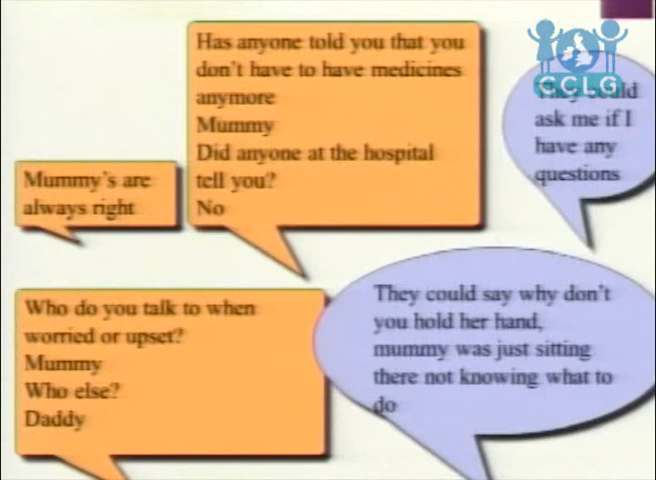 Has anyone told you that you
don't have to have medicines
anymore
Mummy
Did anyone at the hospital
tell you?
No
CCLG
They could
ask me if I
have any
questions
Mummy's are
always right
Who do you talk to when
worried or upset?
Mummy
Who else?
Daddy
They could say why don't
you hold her hand,
mummy was just sitting
there not knowing what to
do